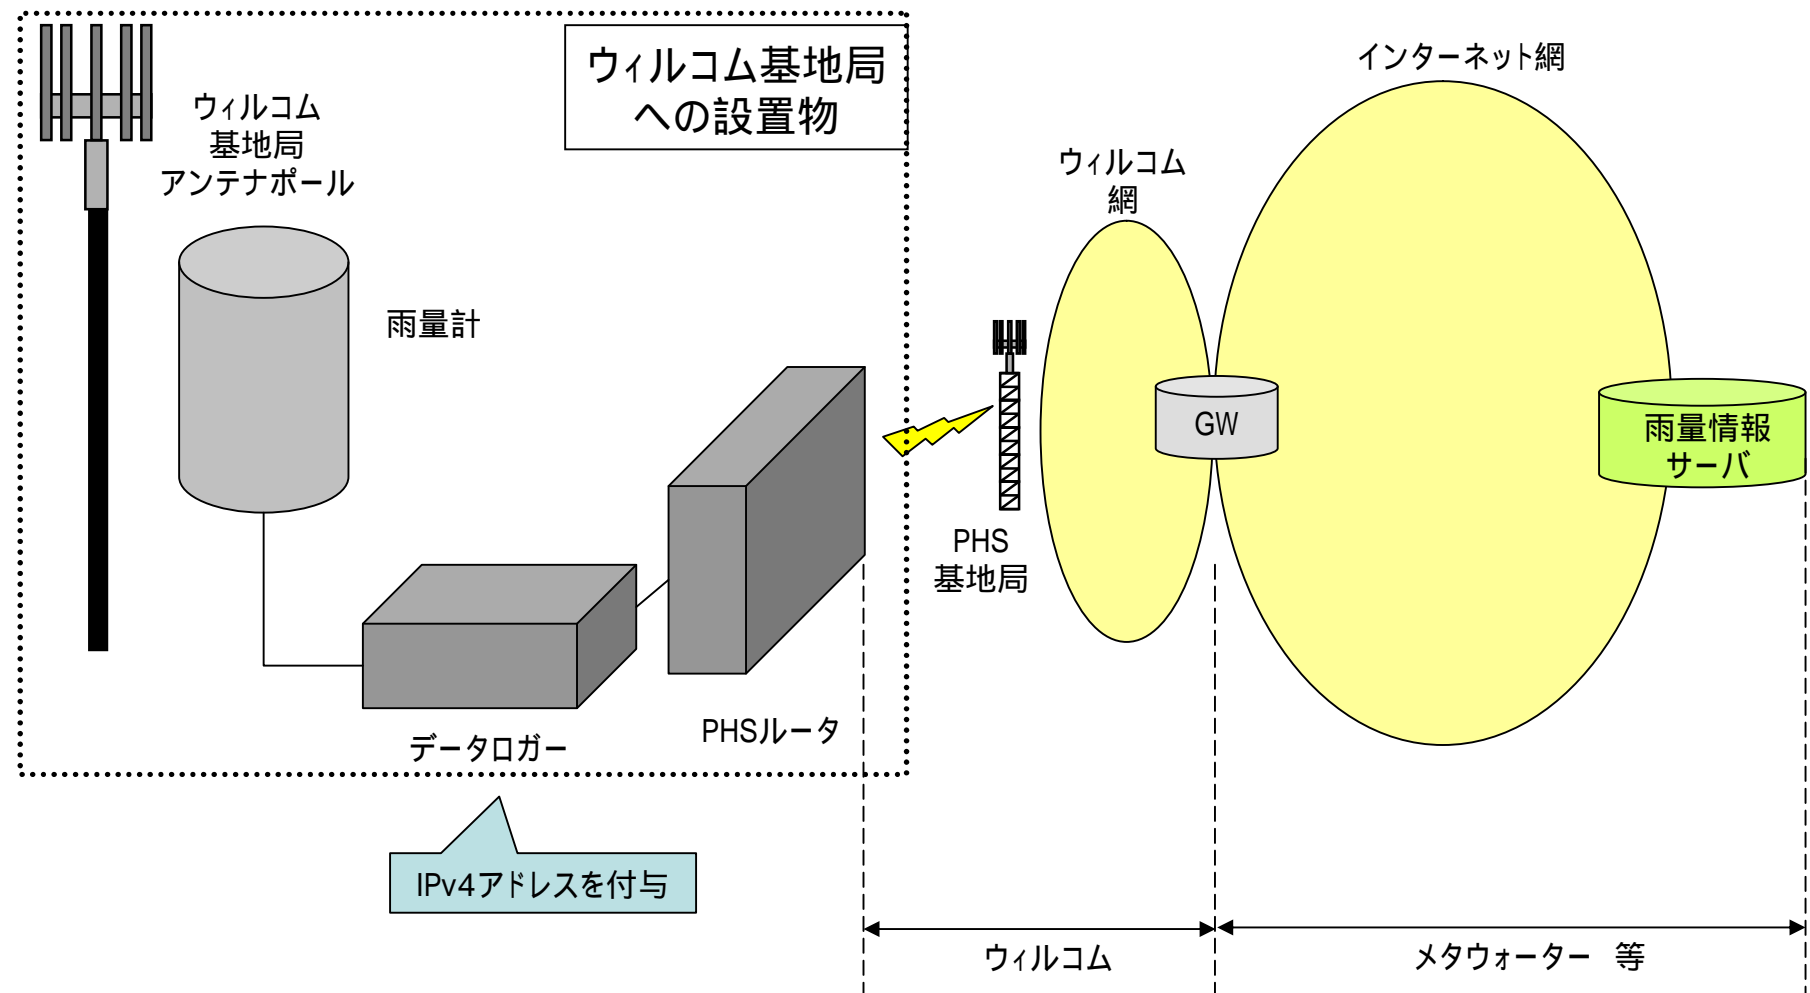 ウィルコム基地局
への設置物
ウィルコム
基地局
アンテナポール
雨量計
データロガー
PHSルータ
IPv4アドレスを付与
PHS
基地局
ウィルコム
網
インターネット網
GW
雨量情報
サーバ
ウィルコム
メタウォーター 等